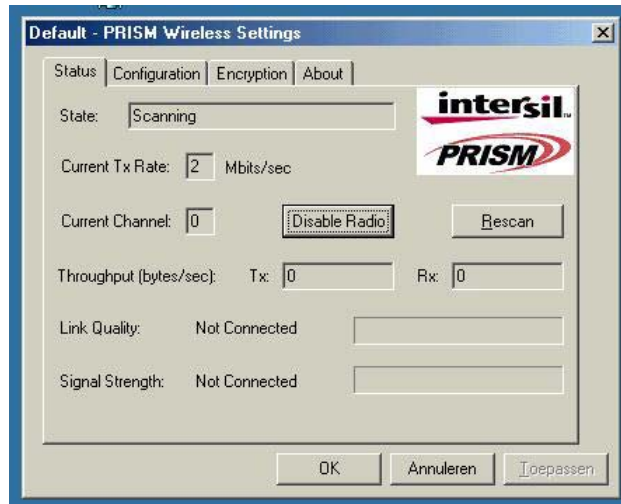 Default - PRISM Wireless Settings
Status Configuration Encryption About
intersil™
PRISM
State: Scanning
Current Tx Rate: 2 Mbits/sec
Current Channel: 0 Disable Radio Rescan
Throughput (bytes/sec): Tx: 0 Rx: 0
Link Quality: Not Connected
Signal Strength: Not Connected
OK Annuleren Toepassen